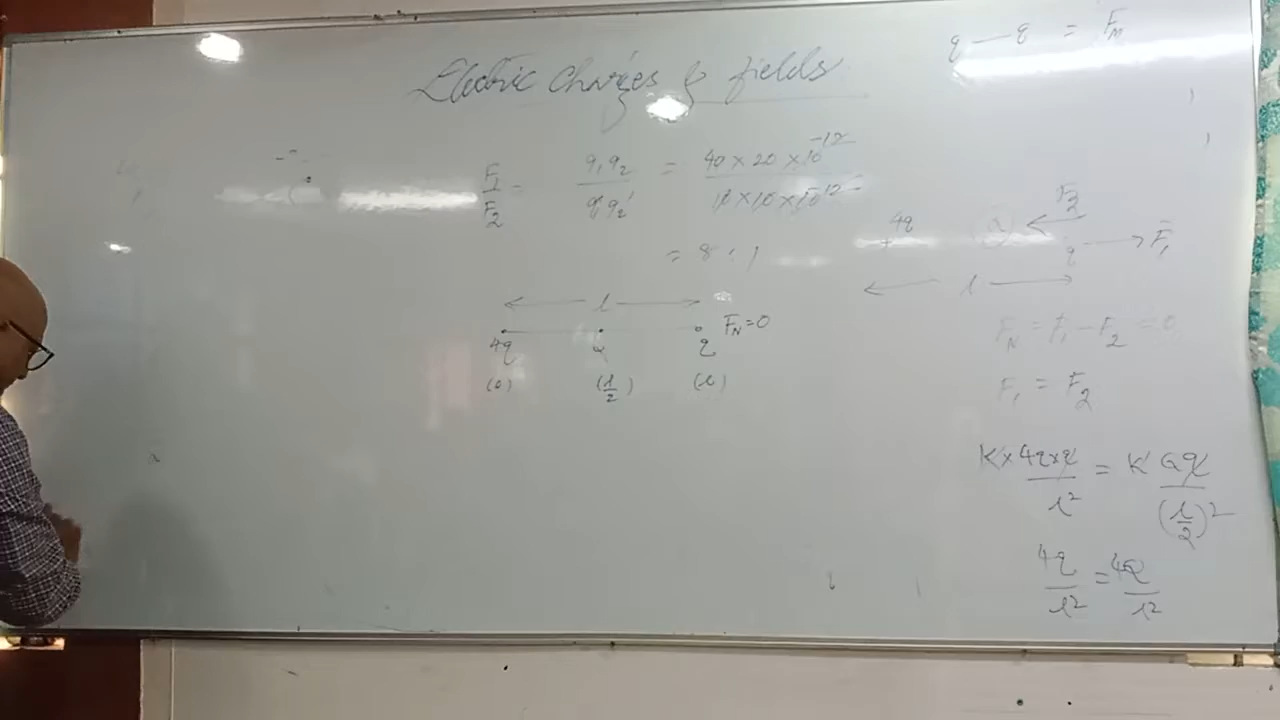 Electric Charges & fields
q — q = F_N
F_1/F_2 = q_1q_2/q_1'q_2' = 40 × 20 × 10^-12/10 × 10 × 10^-12
= 8 : 1
← l →
4q Q q F_N = 0
(0) (l/2) (l)
F_2
4q Q q → F_1
← l →
F_N = F_1 - F_2 = 0
F_1 = F_2
K × 4q × q/l^2 = K Qq/(l/2)^2
4q/l^2 = 4Q/l^2